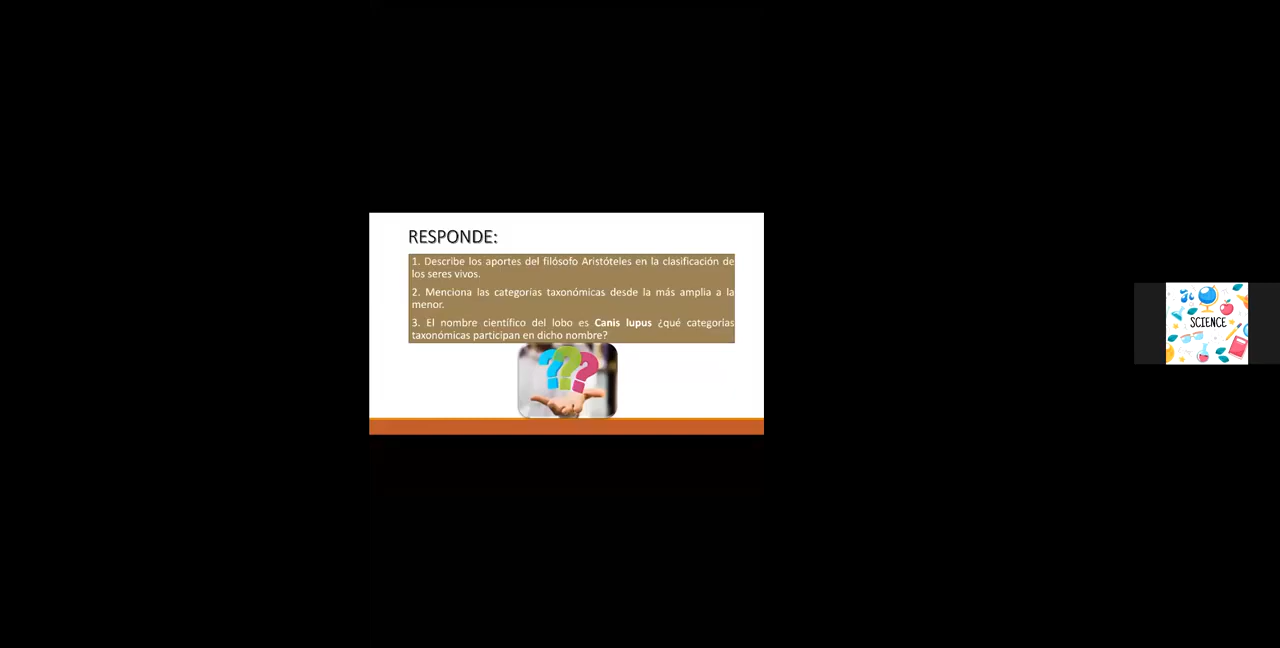 RESPONDE:
1. Describe los aportes del filósofo Aristóteles en la clasificación de
los seres vivos.
2. Menciona las categorías taxonómicas desde la más amplia a la
menor.
3. El nombre científico del lobo es Canis lupus ¿qué categorías
taxonómicas participan en dicho nombre?
SCIENCE